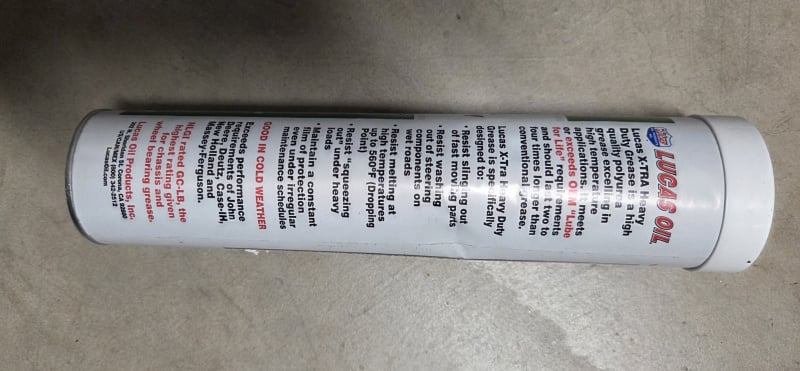 LUCAS OIL
Lucas X-TRA Heavy
Duty Grease is a high
quality polyurea
grease excelling in
high temperature
applications. It meets
or exceeds OEM "Lube
for Life" requirements
and should last two to
four times longer than
conventional grease.
Lucas X-Tra Heavy Duty
Grease is specifically
designed to:
• Resist slinging out
of fast moving parts
• Resist washing
out of steering
components on
wet roads
• Resist melting at
high temperatures
up to 560°F (Dropping
Point)
• Resist "squeezing
out" under heavy
loads
• Maintain a constant
film of protection
even under irregular
maintenance schedules
GOOD IN COLD WEATHER
Exceeds performance
requirements of John
Deere, Deutz, Case-IH,
New Holland and
Massey-Ferguson.
NLGI rated GC-LB, the
highest rating given
for chassis and
wheel bearing grease.
Lucas Oil Products, Inc.
Corona, CA
LucasOil.com